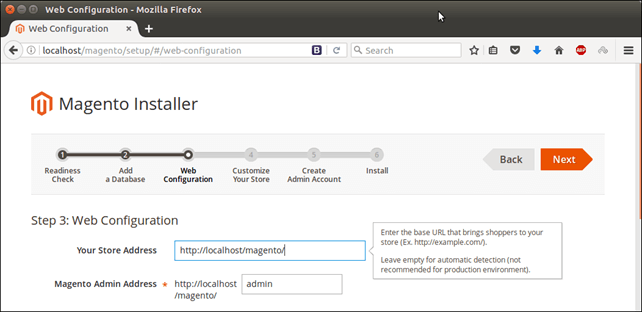 Web Configuration - Mozilla Firefox
Web Configuration
localhost/magento/setup/#/web-configuration
B
Search
ABP
Magento Installer
1
2
4
5
6
Readiness
Check
Add
a Database
Web
Configuration
Customize
Your Store
Create
Admin Account
Install
Back
Next
Step 3: Web Configuration
Your Store Address
http://localhost/magento/
Enter the base URL that brings shoppers to your
store (Ex. http://example.com/).
Leave empty for automatic detection (not
recommended for production environment).
Magento Admin Address *
http://localhost
/magento/
admin